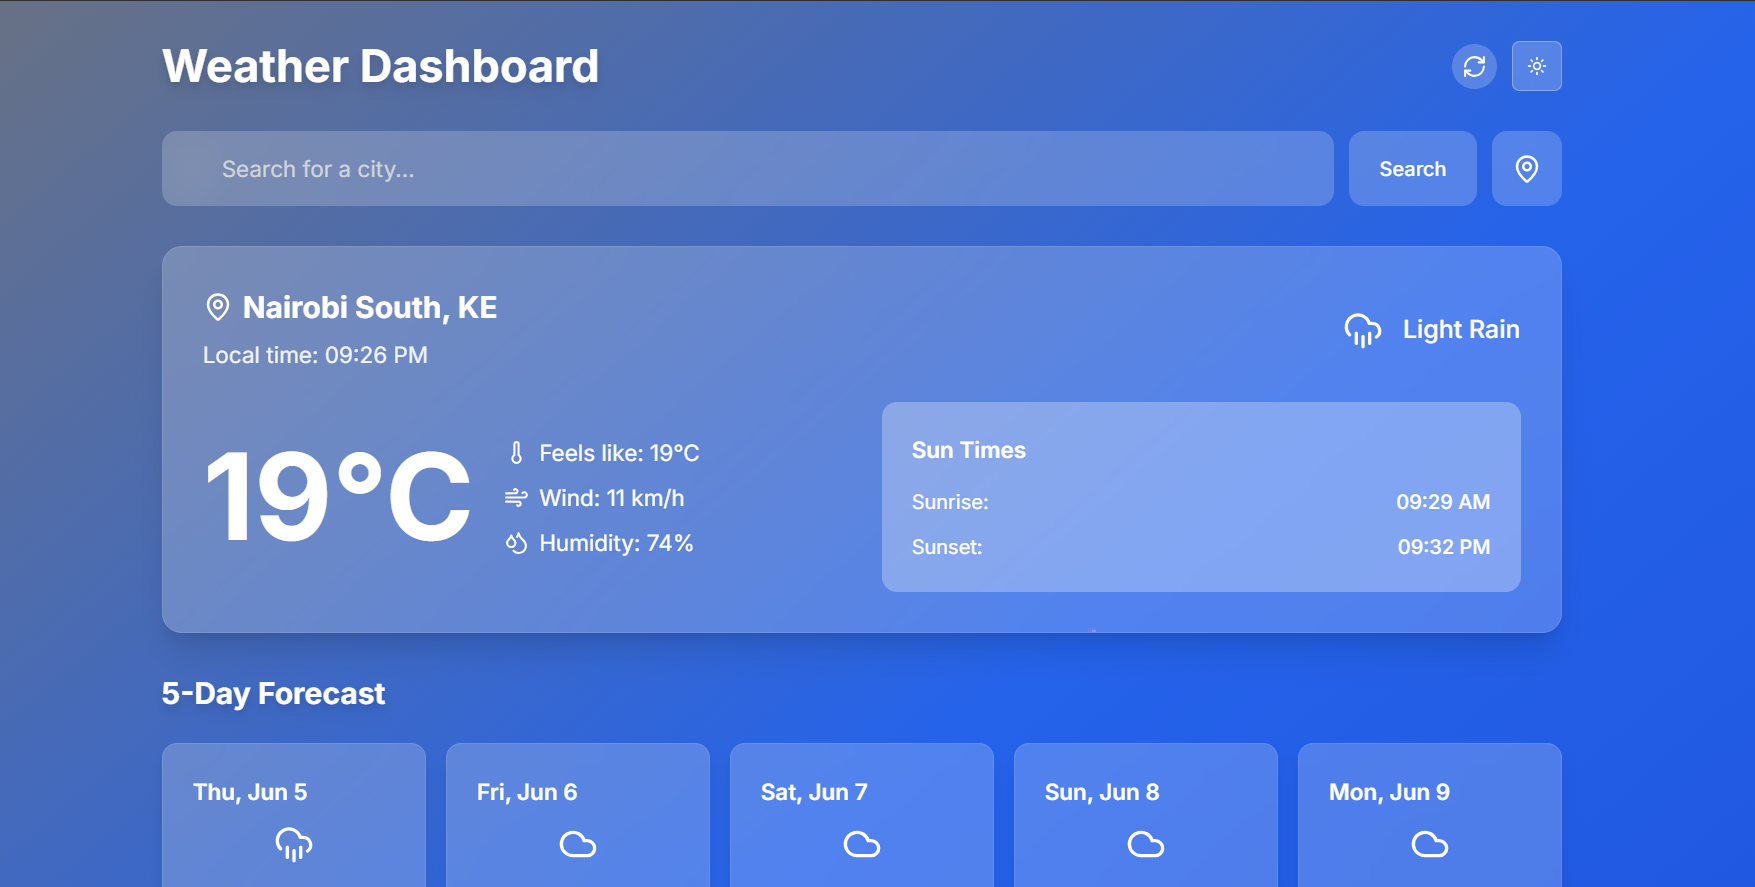 Weather Dashboard
Search for a city...
Search
Nairobi South, KE
Local time: 09:26 PM
Light Rain
19°C
Feels like: 19°C
Wind: 11 km/h
Humidity: 74%
Sun Times
Sunrise: 09:29 AM
Sunset: 09:32 PM
5-Day Forecast
Thu, Jun 5
Fri, Jun 6
Sat, Jun 7
Sun, Jun 8
Mon, Jun 9